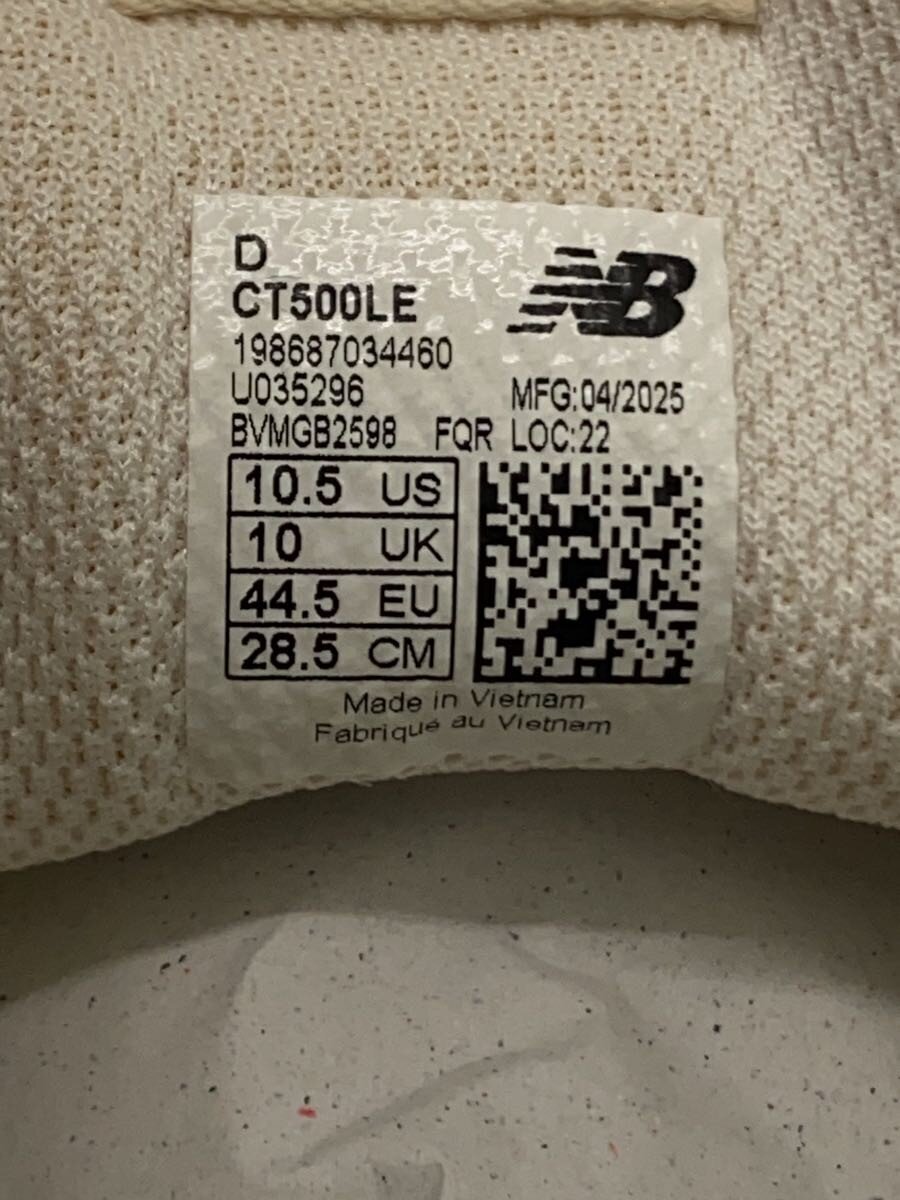 D
CT500LE
NB
198687034460
U035296
MFG:04/2025
BVMGB2598 FQR LOC:22
10.5 US
10 UK
44.5 EU
28.5 CM
Made in Vietnam
Fabriqué au Vietnam